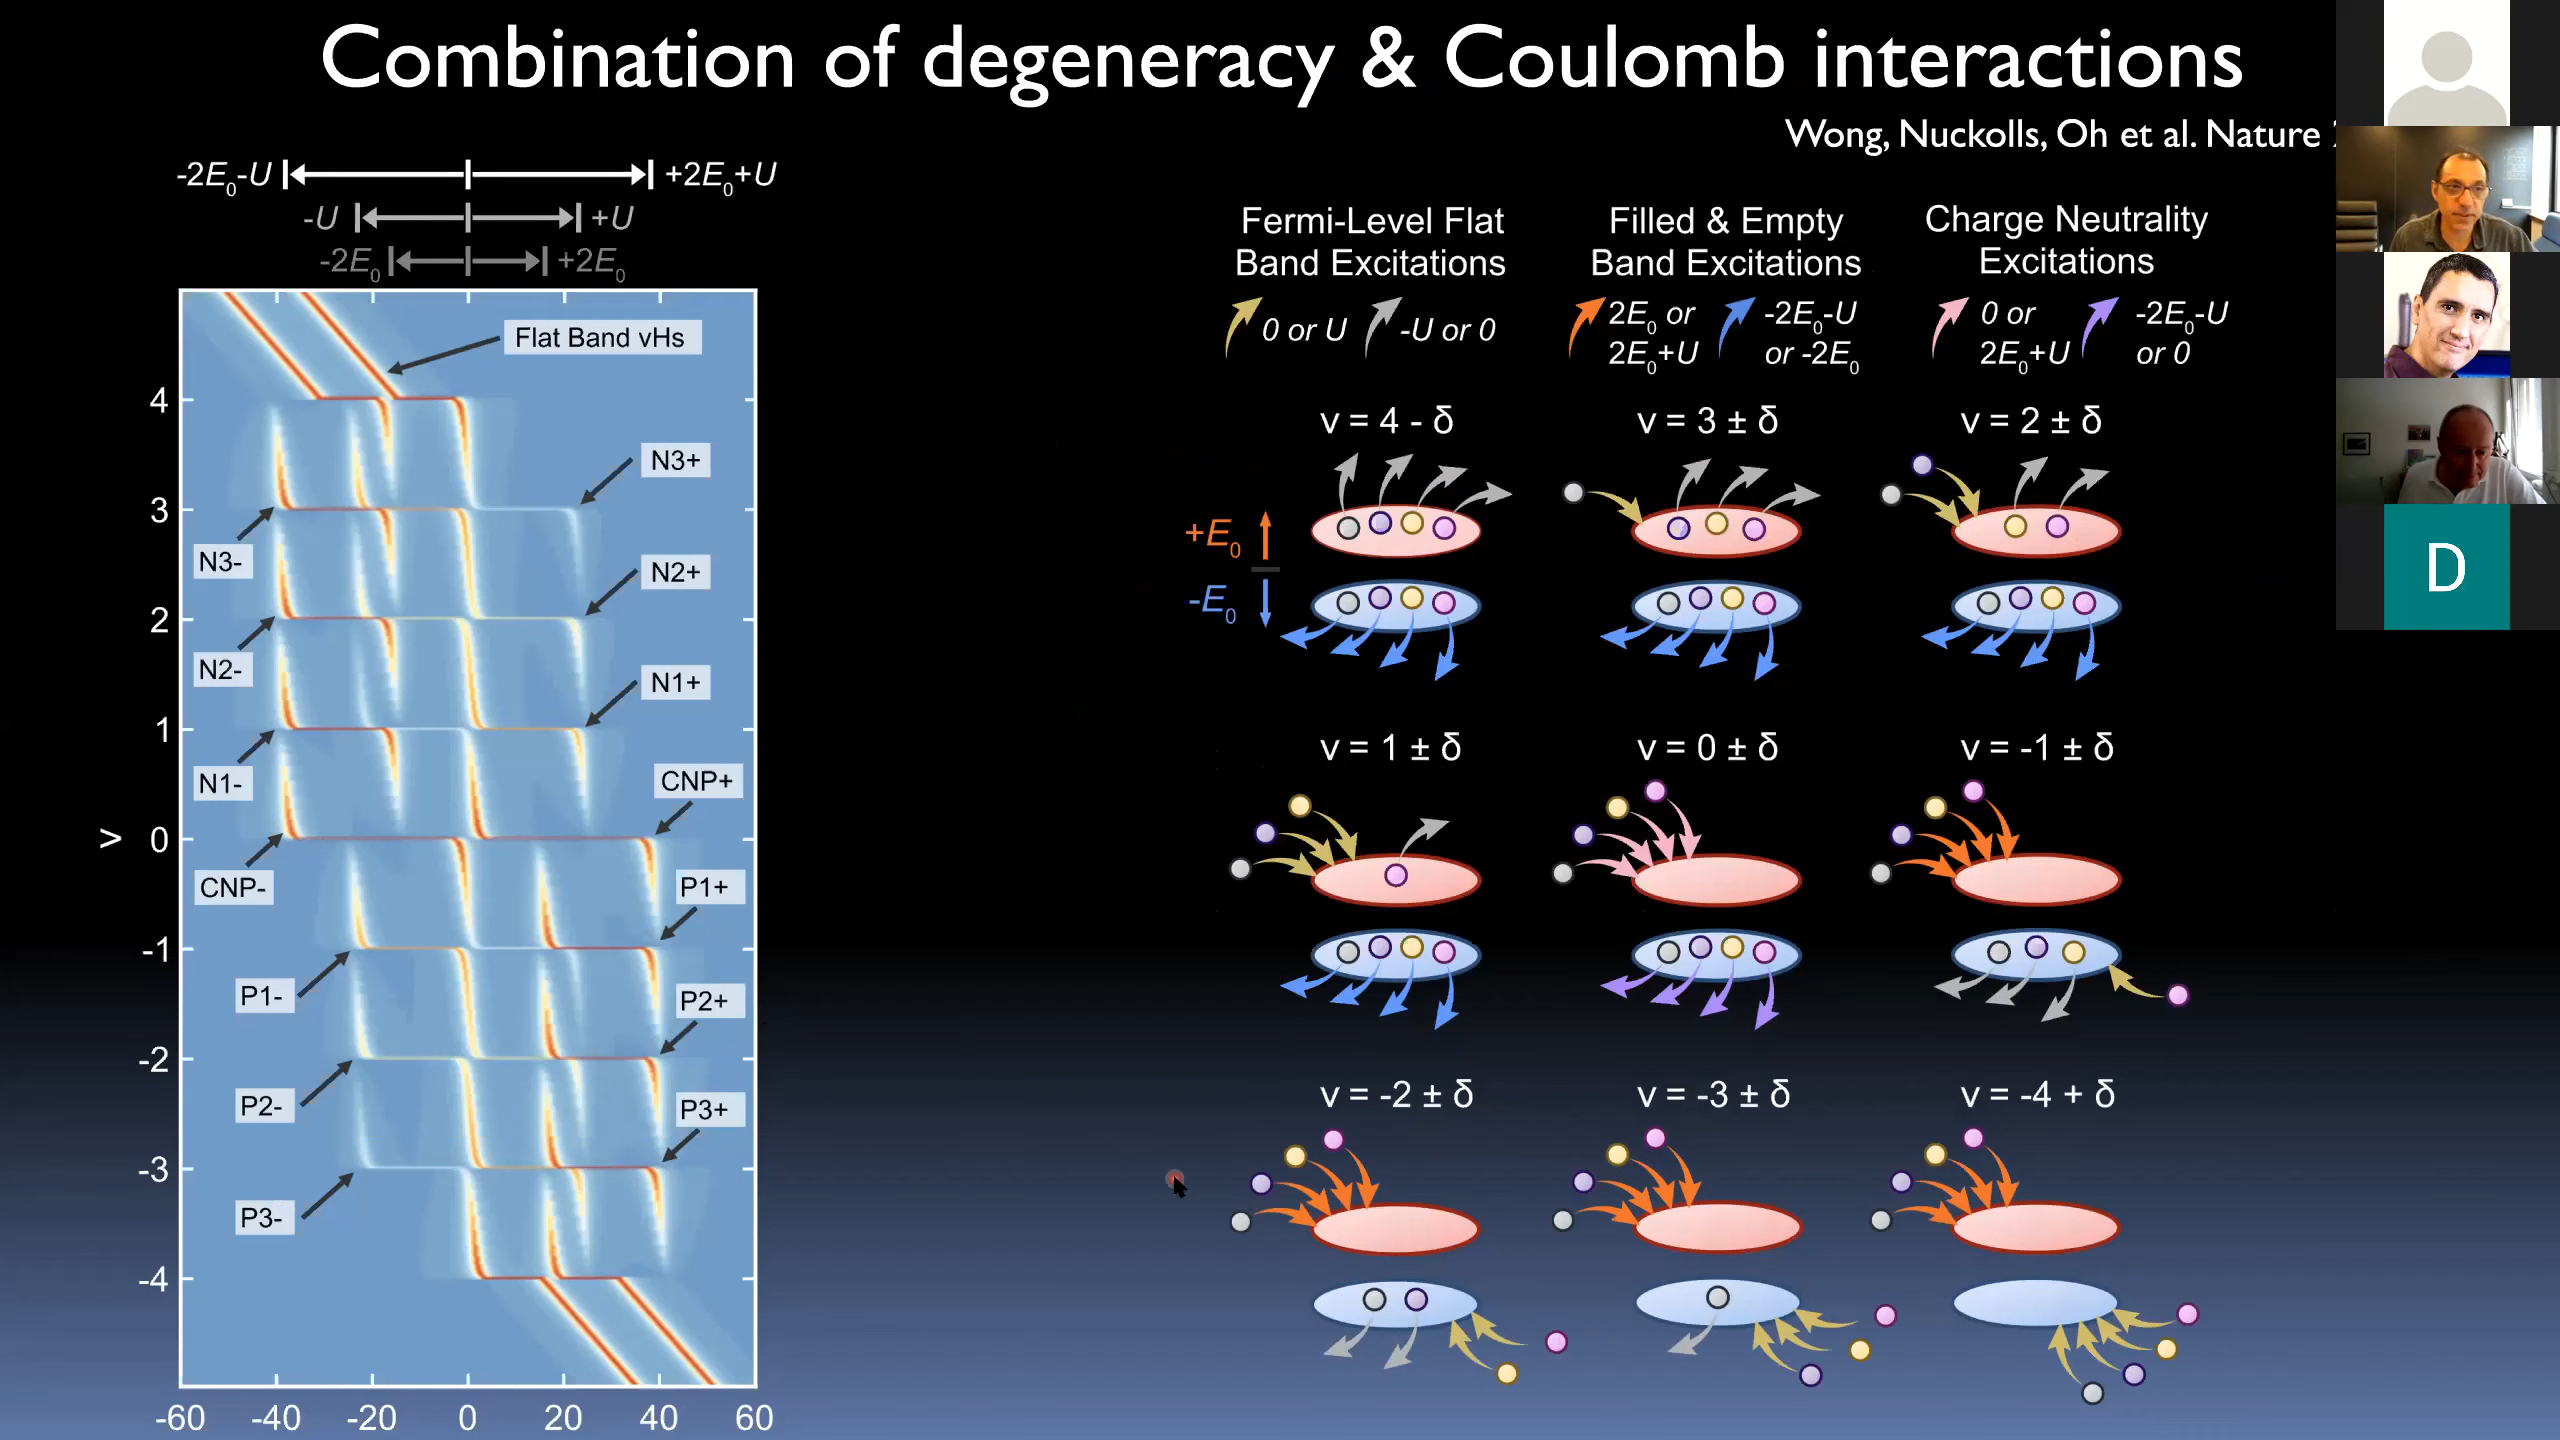 Combination of degeneracy & Coulomb interactions
Wong, Nuckolls, Oh et al. Nature
-2E₀-U
+2E₀+U
-U
+U
-2E₀
+2E₀
Flat Band vHs
4
3
2
1
0
-1
-2
-3
-4
ν
N3+
N3-
N2+
N2-
N1+
N1-
CNP+
CNP-
P1+
P1-
P2+
P2-
P3+
P3-
-60 -40 -20 0 20 40 60
Fermi-Level Flat
Band Excitations
0 or U
-U or 0
Filled & Empty
Band Excitations
2E₀ or
2E₀+U
-2E₀-U
or -2E₀
Charge Neutrality
Excitations
0 or
2E₀+U
-2E₀-U
or 0
+E₀
-E₀
ν = 4 - δ
ν = 3 ± δ
ν = 2 ± δ
ν = 1 ± δ
ν = 0 ± δ
ν = -1 ± δ
ν = -2 ± δ
ν = -3 ± δ
ν = -4 + δ
D